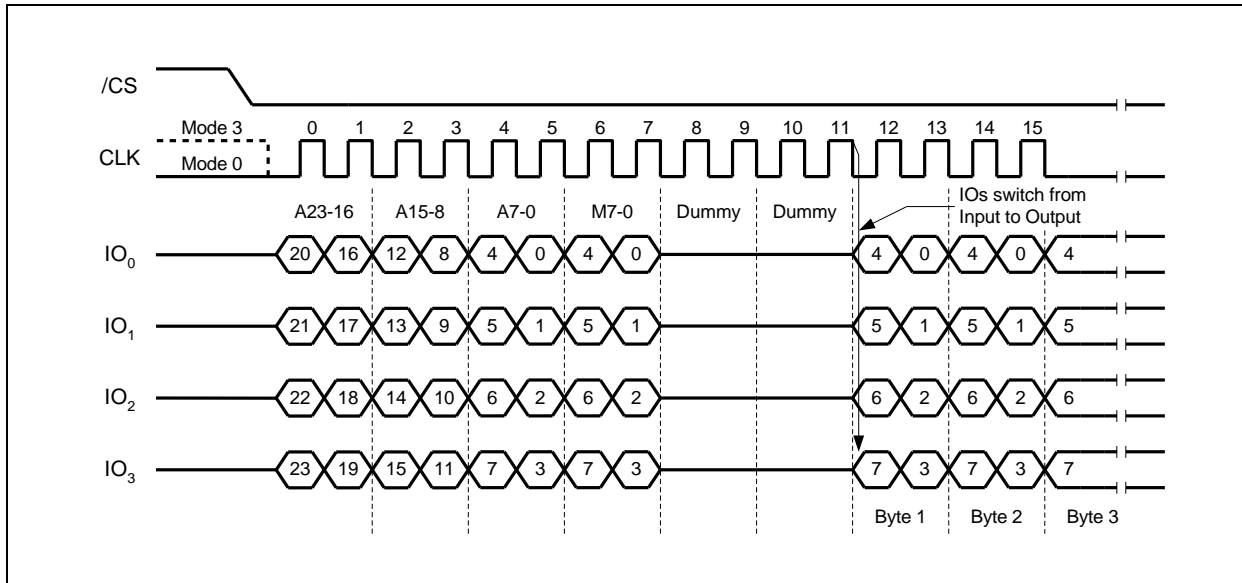 /CS
Mode 3 0 1 2 3 4 5 6 7 8 9 10 11 12 13 14 15
CLK
Mode 0
A23-16 A15-8 A7-0 M7-0 Dummy Dummy
IOs switch from
Input to Output
IO0 20 16 12 8 4 0 4 0 4 0 4 0 4
IO1 21 17 13 9 5 1 5 1 5 1 5 1 5
IO2 22 18 14 10 6 2 6 2 6 2 6 2 6
IO3 23 19 15 11 7 3 7 3 7 3 7 3 7
Byte 1 Byte 2 Byte 3